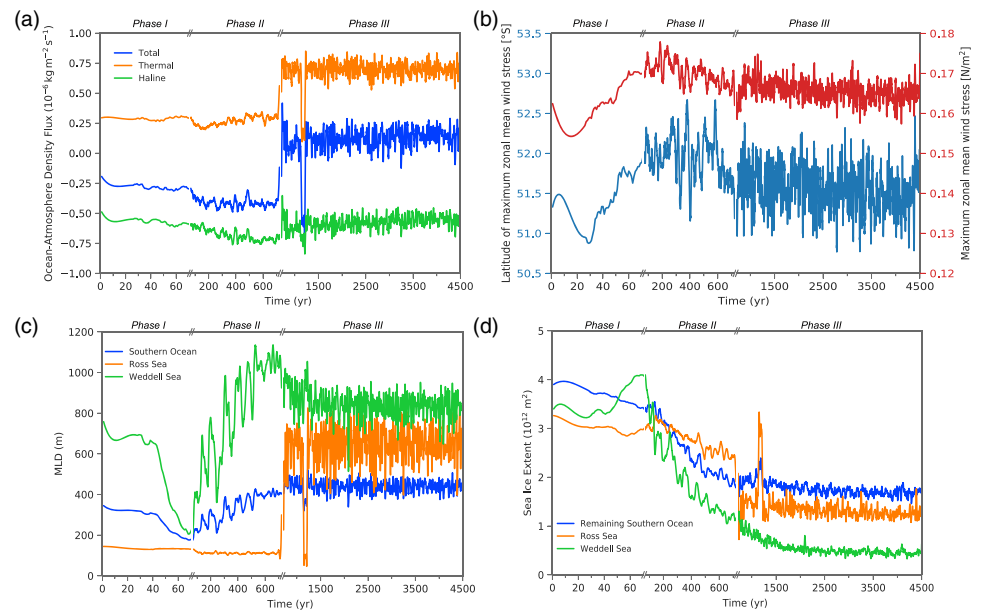 (a)
Phase I
Phase II
Phase III
Ocean-Atmosphere Density Flux (10⁻⁶ kg m⁻² s⁻¹)
1.00
0.75
0.50
0.25
0.00
−0.25
−0.50
−0.75
−1.00
Total
Thermal
Haline
0 20 40 60 200 400 600 1500 2500 3500 4500
Time (yr)
(b)
Phase I
Phase II
Phase III
Latitude of maximum zonal mean wind stress [°S]
53.5
53.0
52.5
52.0
51.5
51.0
50.5
0.18
0.17
0.16
0.15
0.14
0.13
0.12
Maximum zonal mean wind stress [N/m²]
0 20 40 60 200 400 600 1500 2500 3500 4500
Time (yr)
(c)
Phase I
Phase II
Phase III
MLD (m)
1200
1000
800
600
400
200
0
Southern Ocean
Ross Sea
Weddell Sea
0 20 40 60 200 400 600 1500 2500 3500 4500
Time (yr)
(d)
Phase I
Phase II
Phase III
Sea Ice Extent (10¹² m²)
5
4
3
2
1
0
Remaining Southern Ocean
Ross Sea
Weddell Sea
0 20 40 60 200 400 600 1500 2500 3500 4500
Time (yr)